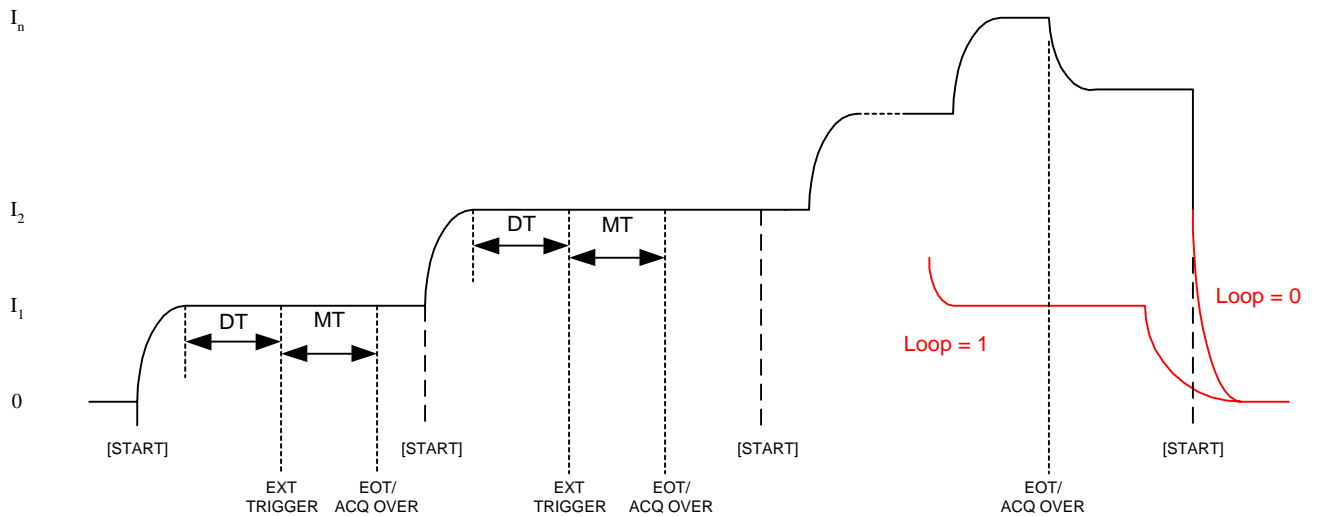 Iₙ
I₂
DT
MT
I₁
DT
MT
Loop = 0
Loop = 1
0
[START]
[START]
[START]
[START]
EXT
TRIGGER
EOT/
ACQ OVER
EXT
TRIGGER
EOT/
ACQ OVER
EOT/
ACQ OVER